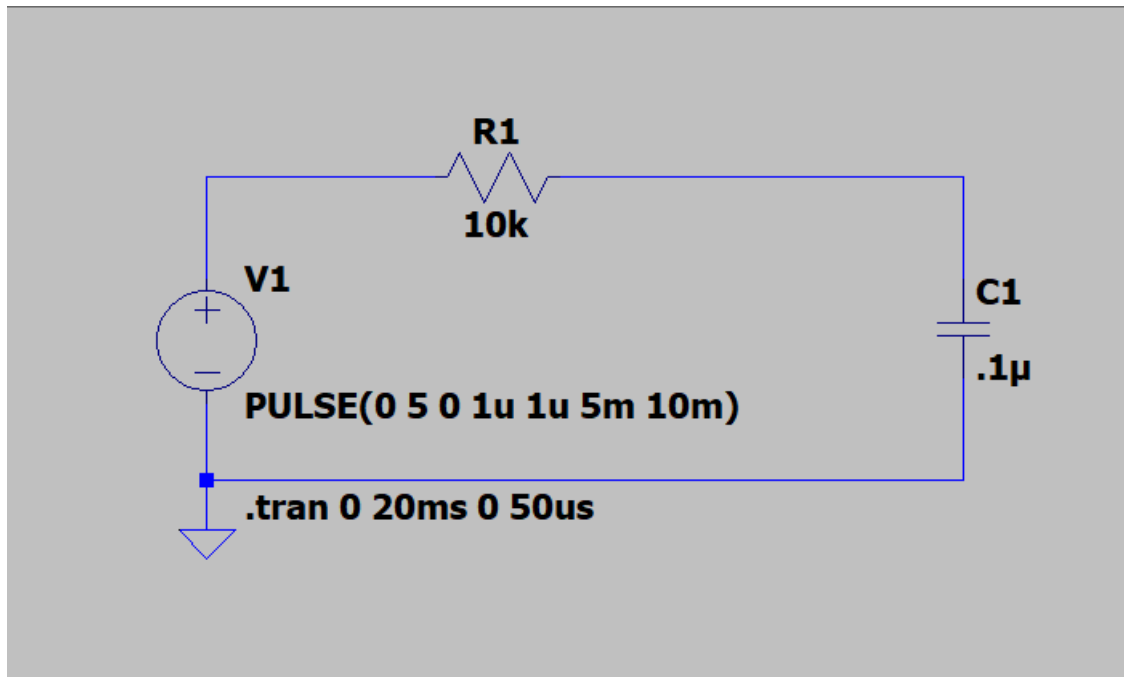 R1
10k
V1
C1
.1µ
PULSE(0 5 0 1u 1u 5m 10m)
.tran 0 20ms 0 50us